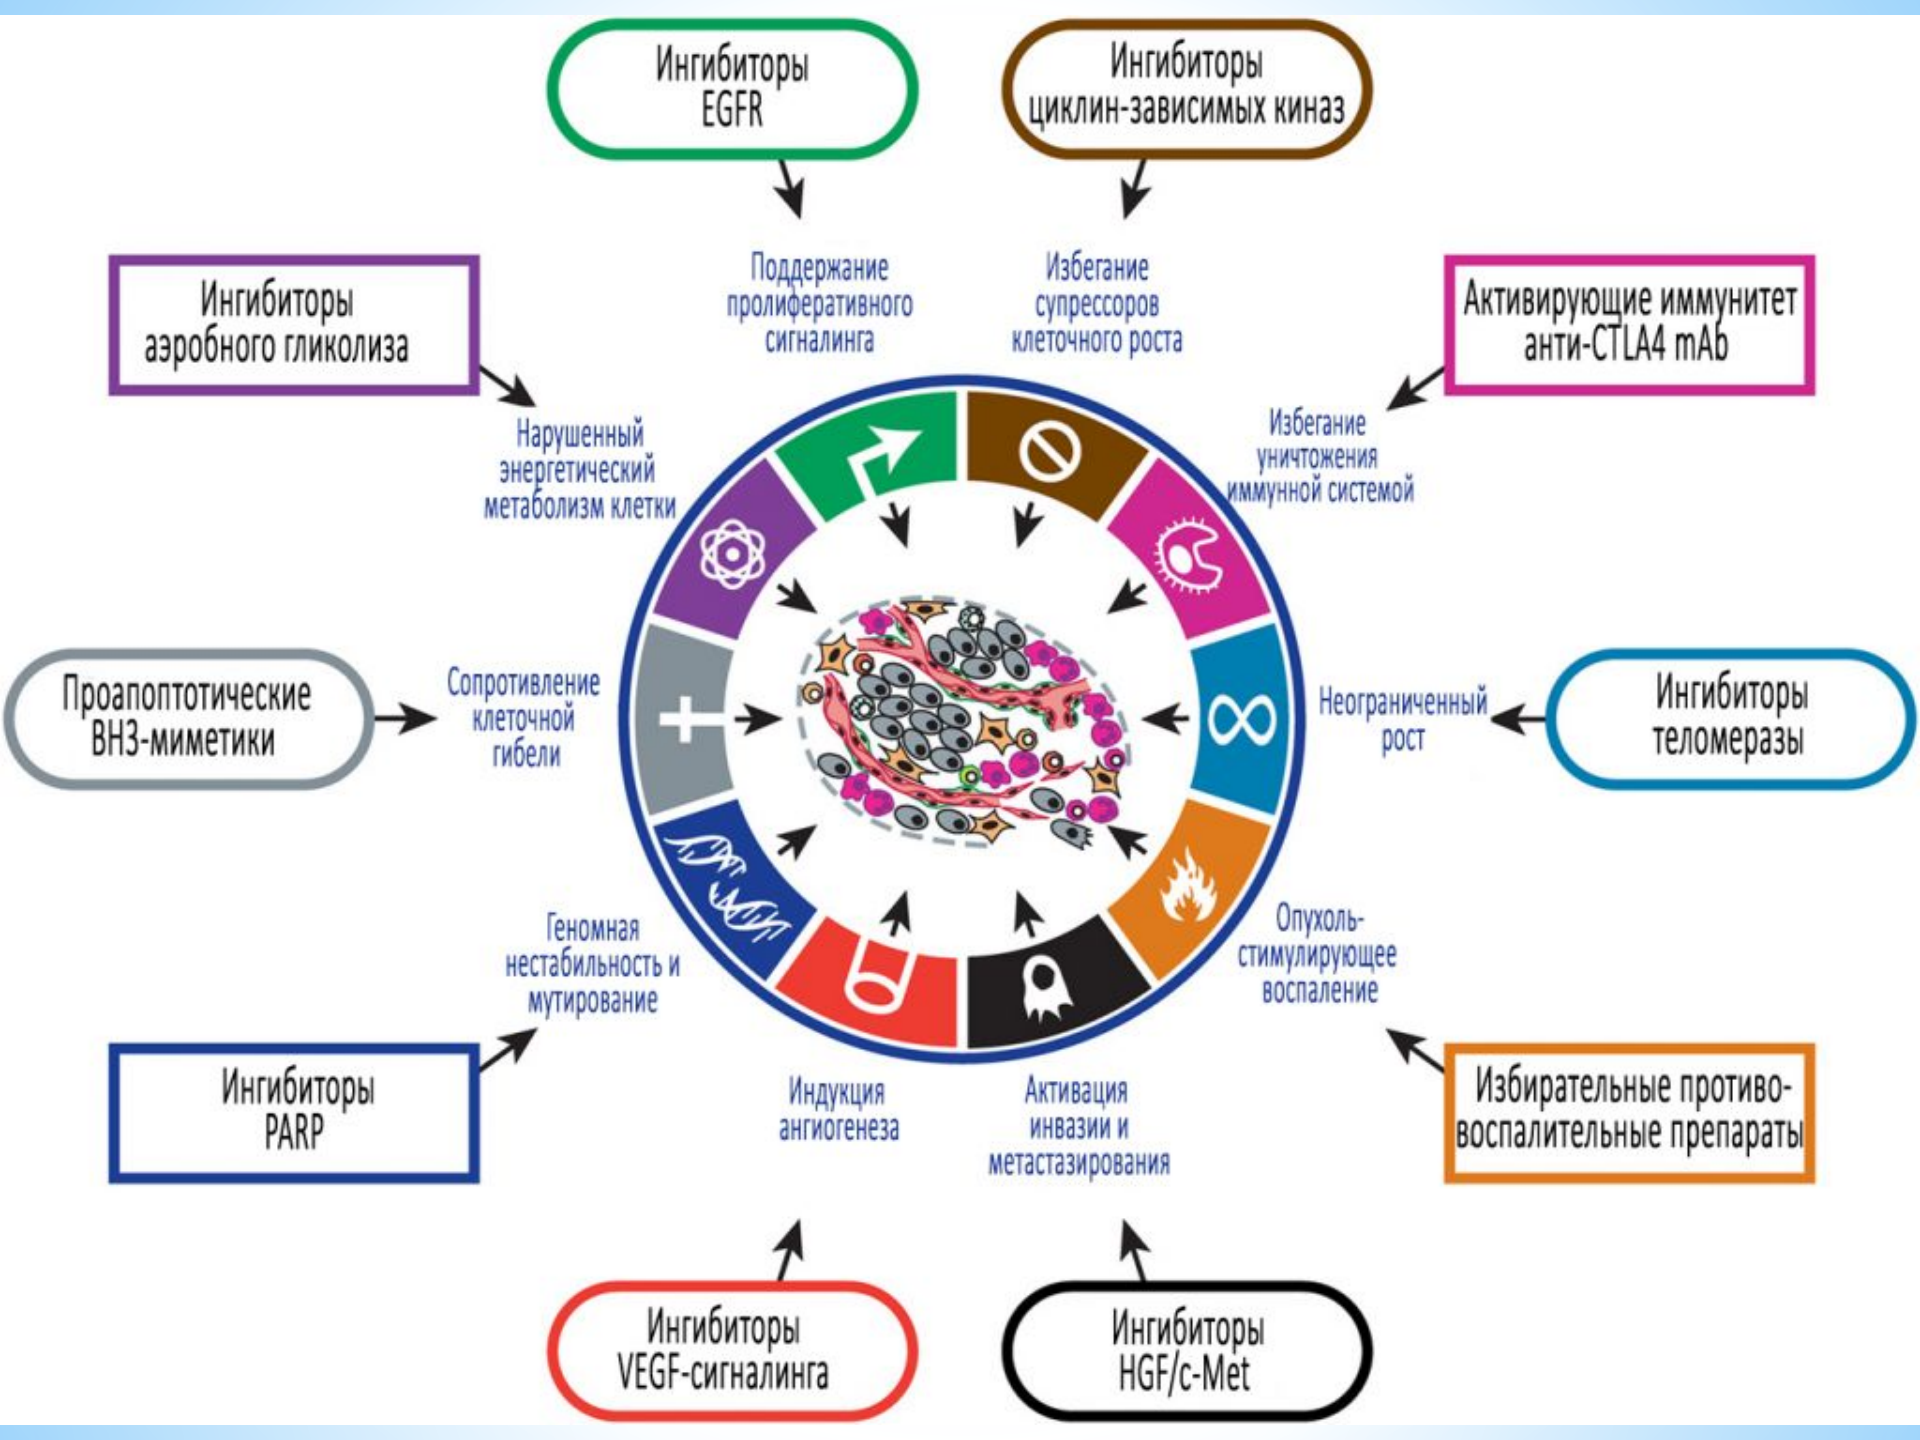 Ингибиторы
EGFR
Ингибиторы
циклин-зависимых киназ
Поддержание
пролиферативного
сигналинга
Избегание
супрессоров
клеточного роста
Ингибиторы
аэробного гликолиза
Активирующие иммунитет
анти-CTLA4 mAb
Нарушенный
энергетический
метаболизм клетки
Избегание
уничтожения
иммунной системой
Проапоптотические
BH3-миметики
Сопротивление
клеточной
гибели
Неограниченный
рост
Ингибиторы
теломеразы
Геномная
нестабильность и
мутирование
Опухоль-
стимулирующее
воспаление
Ингибиторы
PARP
Индукция
ангиогенеза
Активация
инвазии и
метастазирования
Избирательные противо-
воспалительные препараты
Ингибиторы
VEGF-сигналинга
Ингибиторы
HGF/c-Met